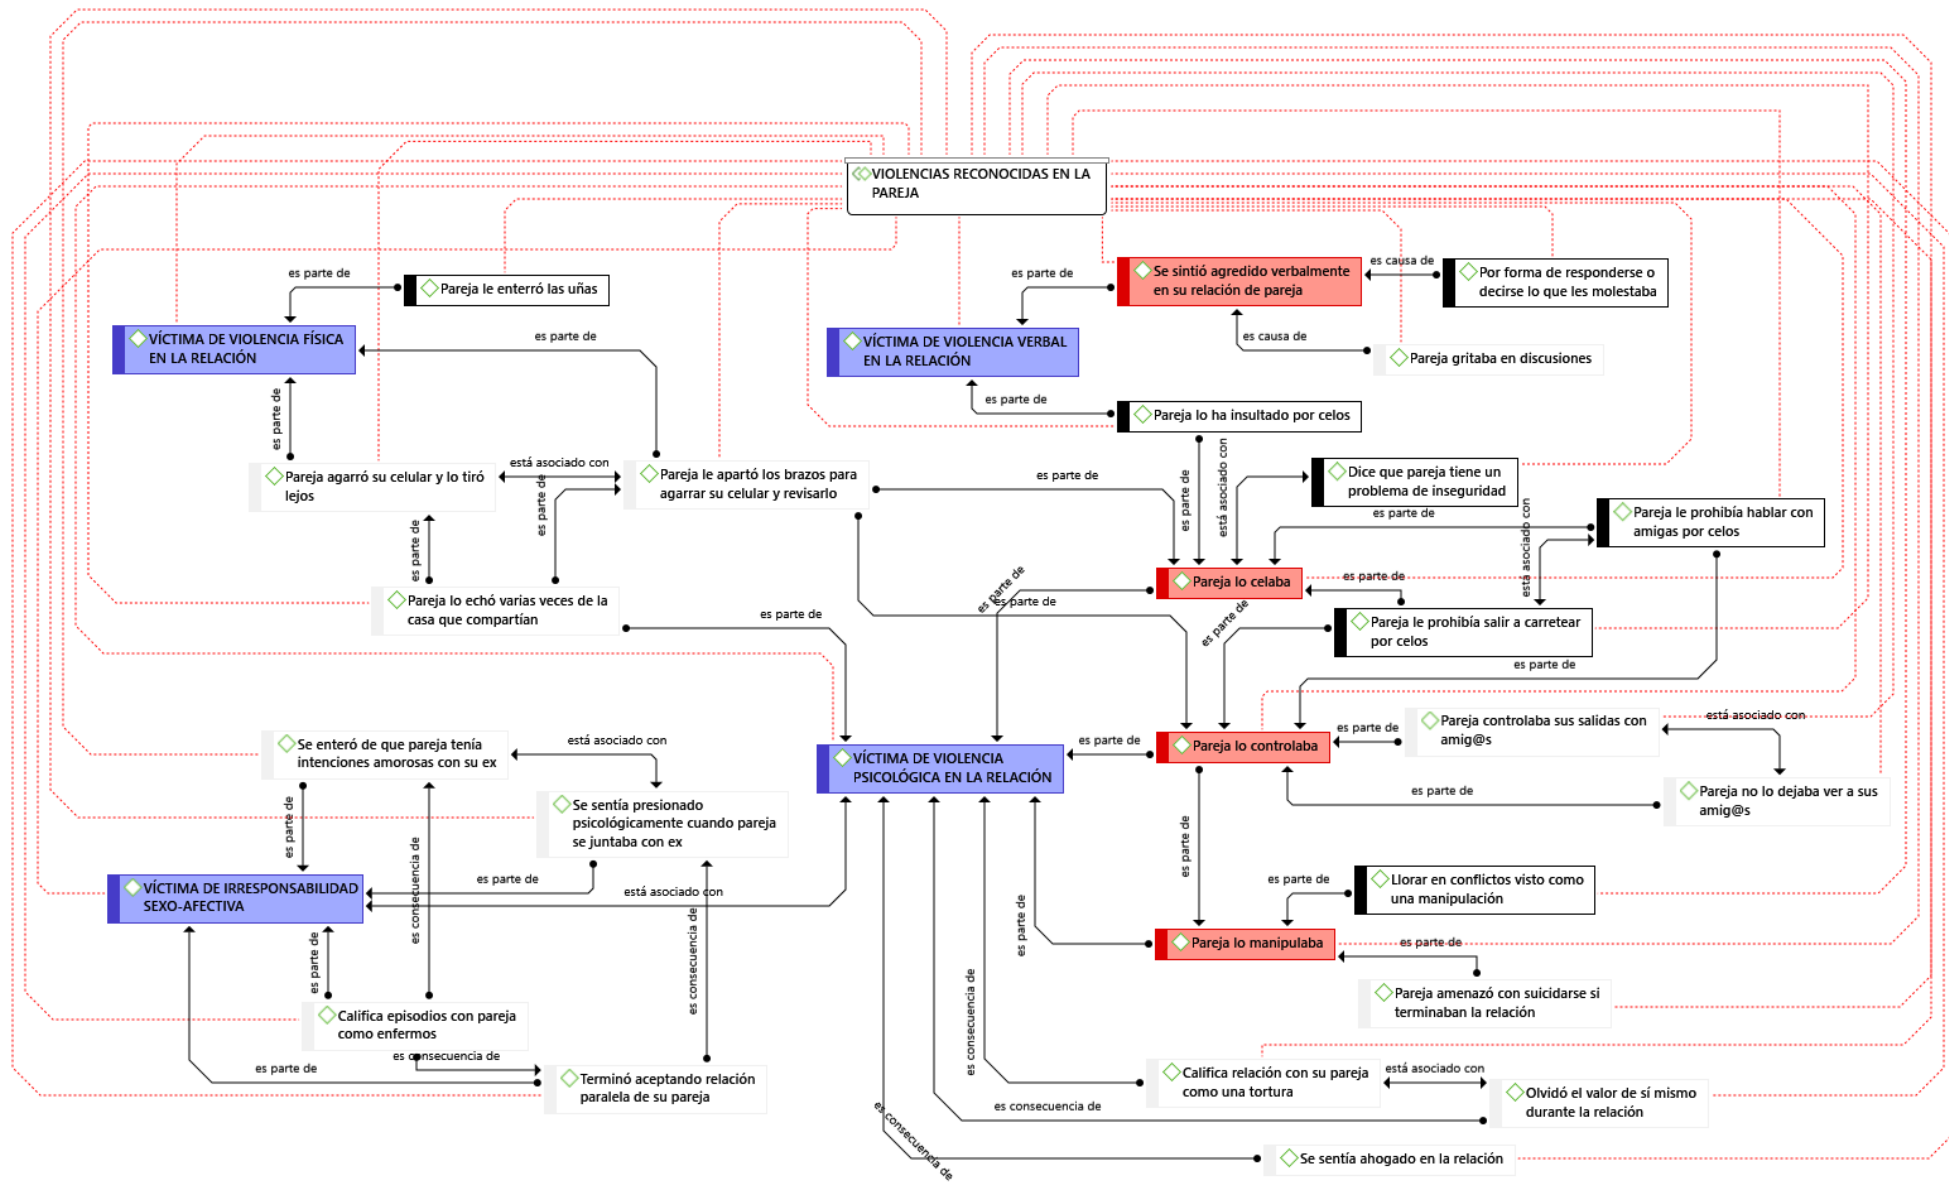 VIOLENCIAS RECONOCIDAS EN LA
PAREJA
es parte de
Pareja le enterró las uñas
es parte de
Se sintió agredido verbalmente
en su relación de pareja
es causa de
Por forma de responderse o
decirse lo que les molestaba
VÍCTIMA DE VIOLENCIA FÍSICA
EN LA RELACIÓN
es parte de
VÍCTIMA DE VIOLENCIA VERBAL
EN LA RELACIÓN
es causa de
Pareja gritaba en discusiones
es parte de
es parte de
Pareja lo ha insultado por celos
Pareja agarró su celular y lo tiró
lejos
está asociado con
Pareja le apartó los brazos para
agarrar su celular y revisarlo
es parte de
es parte de
está asociado con
Dice que pareja tiene un
problema de inseguridad
es parte de
Pareja le prohibía hablar con
amigas por celos
es parte de
es parte de
está asociado con
Pareja lo celaba
es parte de
Pareja lo echó varias veces de la
casa que compartían
es parte de
es parte de
es parte de
es parte de
Pareja le prohibía salir a carretear
por celos
es parte de
Se enteró de que pareja tenía
intenciones amorosas con su ex
está asociado con
VÍCTIMA DE VIOLENCIA
PSICOLÓGICA EN LA RELACIÓN
es parte de
Pareja lo controlaba
es parte de
Pareja controlaba sus salidas con
amig@s
está asociado con
es parte de
Pareja no lo dejaba ver a sus
amig@s
es parte de
Se sentía presionado
psicológicamente cuando pareja
se juntaba con ex
es parte de
VÍCTIMA DE IRRESPONSABILIDAD
SEXO-AFECTIVA
es parte de
está asociado con
es consecuencia de
es parte de
Llorar en conflictos visto como
una manipulación
es parte de
es parte de
Pareja lo manipulaba
es parte de
es consecuencia de
es consecuencia de
Pareja amenazó con suicidarse si
terminaban la relación
Califica episodios con pareja
como enfermos
es consecuencia de
es parte de
Terminó aceptando relación
paralela de su pareja
Califica relación con su pareja
como una tortura
está asociado con
Olvidó el valor de sí mismo
durante la relación
es consecuencia de
es consecuencia de
Se sentía ahogado en la relación